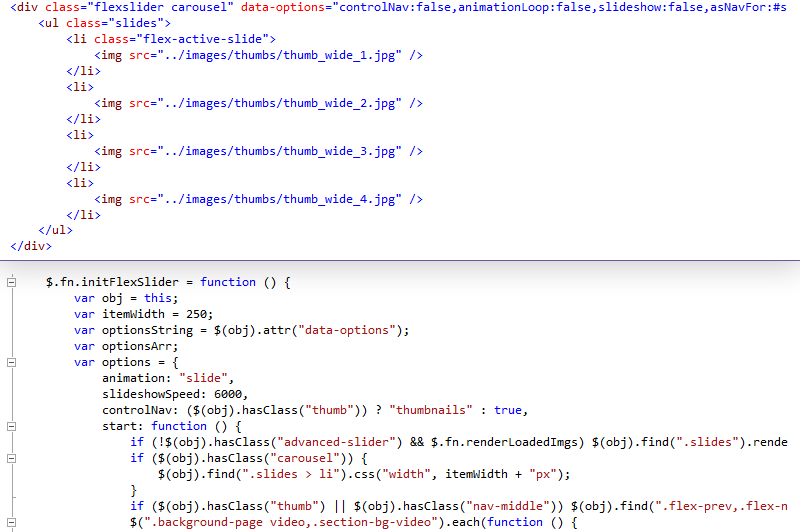 <div class="flexslider carousel" data-options="controlNav:false,animationLoop:false,slideshow:false,asNavFor:#s
<ul class="slides">
<li class="flex-active-slide">
<img src="../images/thumbs/thumb_wide_1.jpg" />
</li>
<li>
<img src="../images/thumbs/thumb_wide_2.jpg" />
</li>
<li>
<img src="../images/thumbs/thumb_wide_3.jpg" />
</li>
<li>
<img src="../images/thumbs/thumb_wide_4.jpg" />
</li>
</ul>
</div>
$.fn.initFlexSlider = function () {
var obj = this;
var itemWidth = 250;
var optionsString = $(obj).attr("data-options");
var optionsArr;
var options = {
animation: "slide",
slideshowSpeed: 6000,
controlNav: ($(obj).hasClass("thumb")) ? "thumbnails" : true,
start: function () {
if (!$(obj).hasClass("advanced-slider") && $.fn.renderLoadedImgs) $(obj).find(".slides").rende
if ($(obj).hasClass("carousel")) {
$(obj).find(".slides > li").css("width", itemWidth + "px");
}
if ($(obj).hasClass("thumb") || $(obj).hasClass("nav-middle")) $(obj).find(".flex-prev,.flex-n
$(".background-page video,.section-bg-video").each(function () {